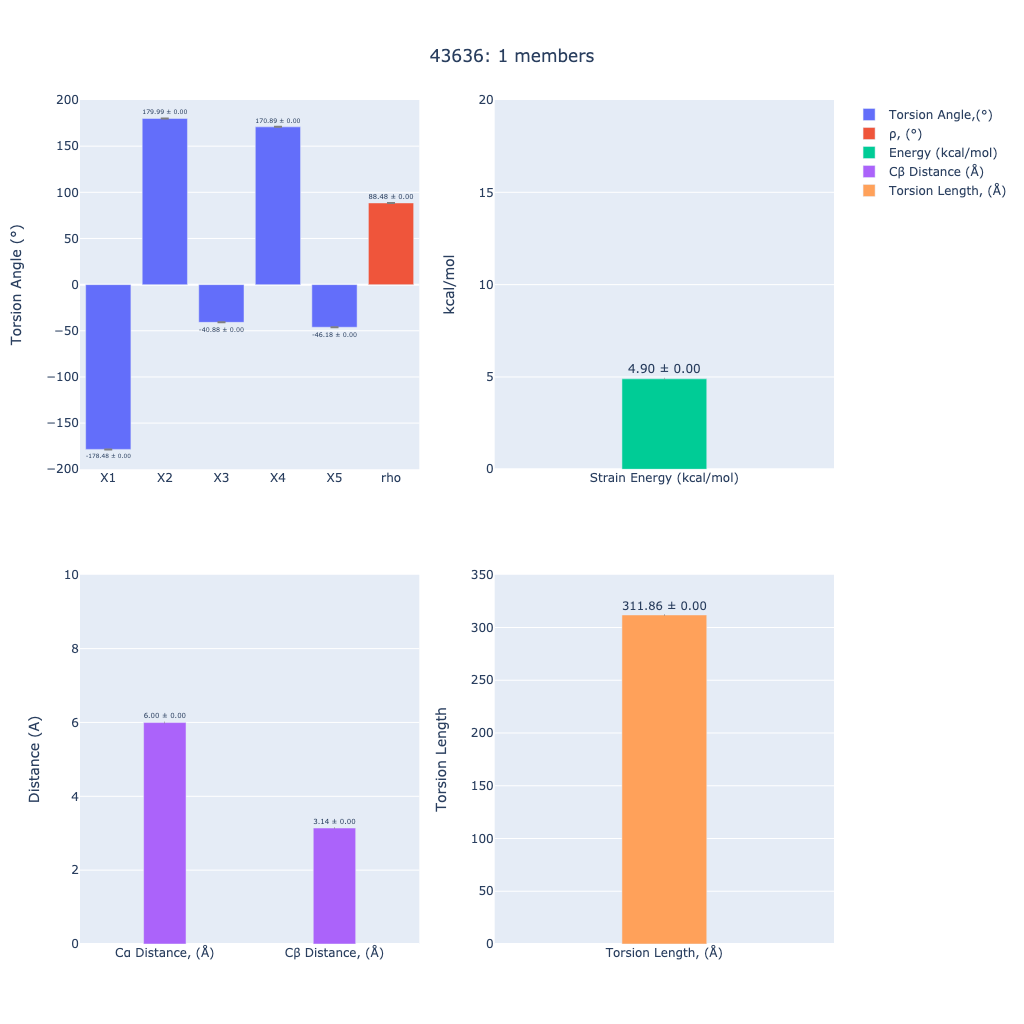 43636: 1 members
Torsion Angle (°)
200
150
100
50
0
−50
−100
−150
−200
-178.48 ± 0.00
179.99 ± 0.00
-40.88 ± 0.00
170.89 ± 0.00
-46.18 ± 0.00
88.48 ± 0.00
X1
X2
X3
X4
X5
rho
kcal/mol
20
15
10
5
0
4.90 ± 0.00
Strain Energy (kcal/mol)
Torsion Angle,(°)
ρ, (°)
Energy (kcal/mol)
Cβ Distance (Å)
Torsion Length, (Å)
Distance (A)
10
8
6
4
2
0
6.00 ± 0.00
3.14 ± 0.00
Cα Distance, (Å)
Cβ Distance, (Å)
Torsion Length
350
300
250
200
150
100
50
0
311.86 ± 0.00
Torsion Length, (Å)